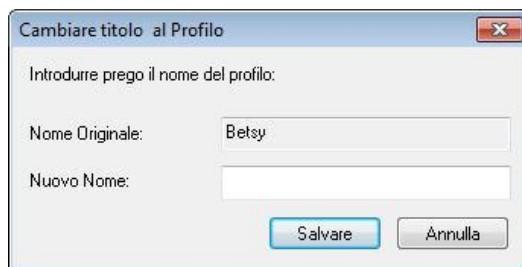 Cambiare titolo  al Profilo
Introdurre prego il nome del profilo:
Nome Originale: Betsy
Nuovo Nome:
Salvare Annulla